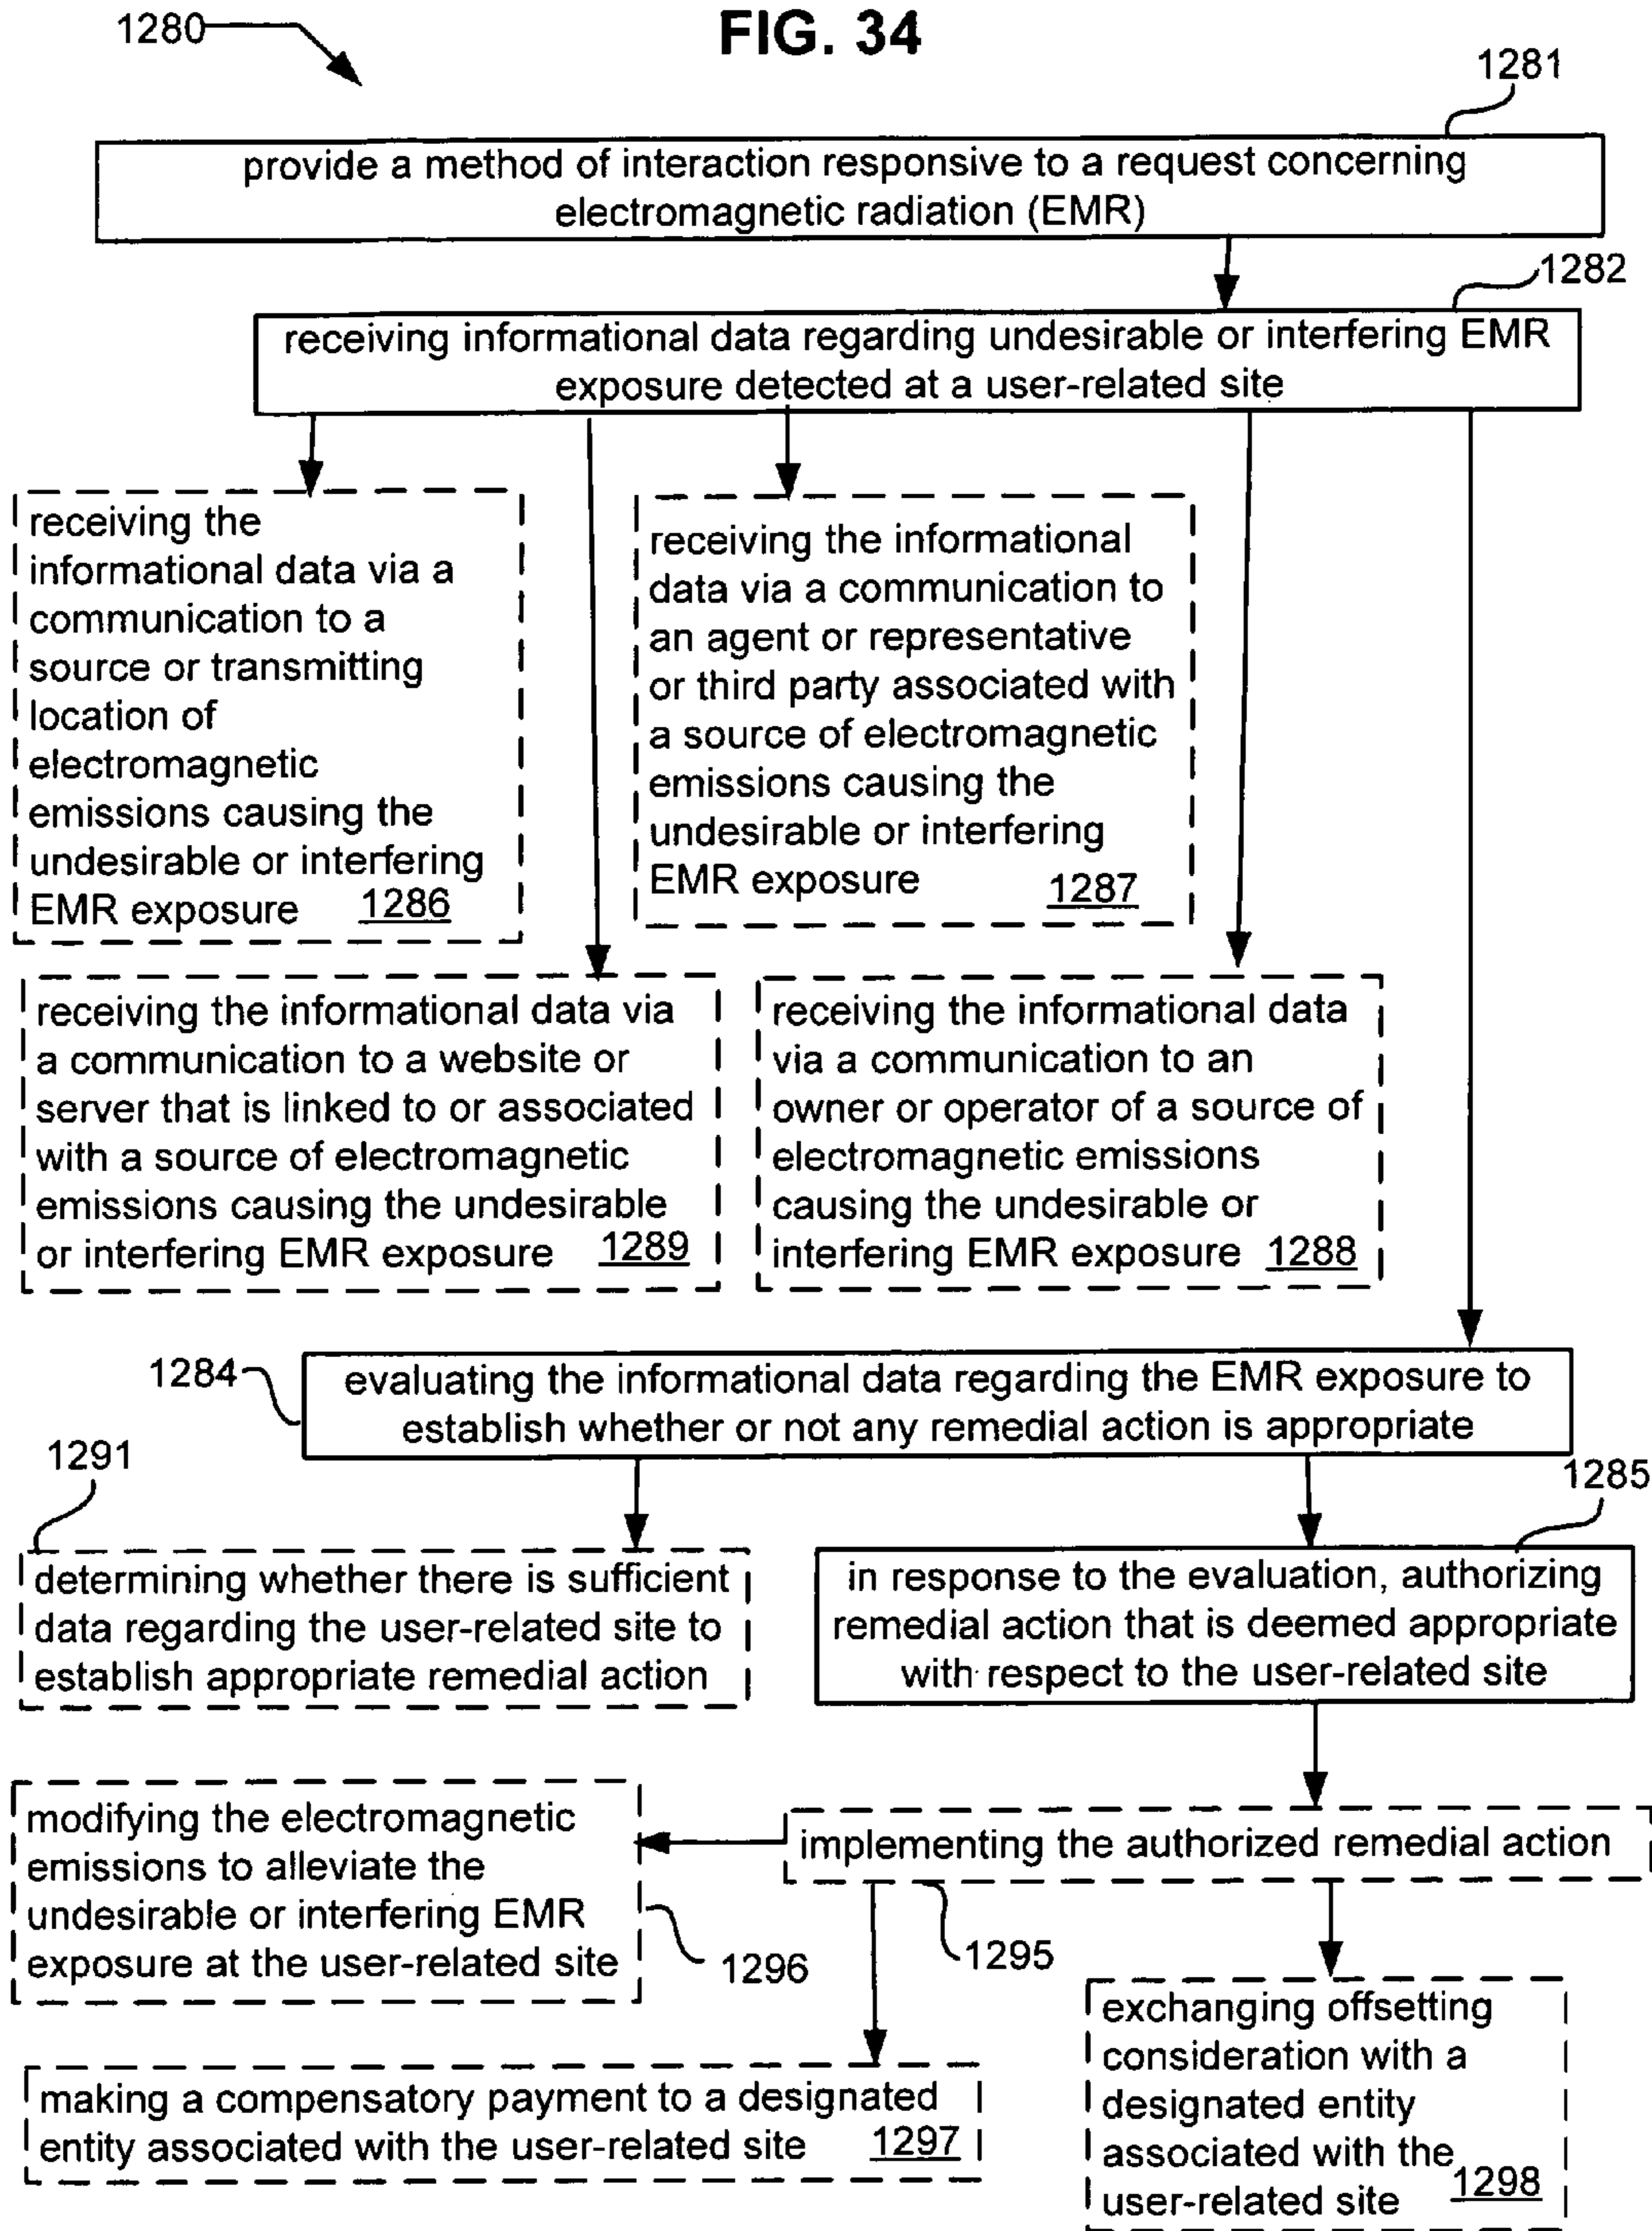 FIG. 34
1280
1281
provide a method of interaction responsive to a request concerning
electromagnetic radiation (EMR)
1282
receiving informational data regarding undesirable or interfering EMR
exposure detected at a user-related site
receiving the
informational data via a
communication to a
source or transmitting
location of
electromagnetic
emissions causing the
undesirable or interfering
EMR exposure 1286
receiving the informational
data via a communication to
an agent or representative
or third party associated with
a source of electromagnetic
emissions causing the
undesirable or interfering
EMR exposure 1287
receiving the informational data via
a communication to a website or
server that is linked to or associated
with a source of electromagnetic
emissions causing the undesirable
or interfering EMR exposure 1289
receiving the informational data
via a communication to an
owner or operator of a source of
electromagnetic emissions
causing the undesirable or
interfering EMR exposure 1288
1284
evaluating the informational data regarding the EMR exposure to
establish whether or not any remedial action is appropriate
1291
determining whether there is sufficient
data regarding the user-related site to
establish appropriate remedial action
1285
in response to the evaluation, authorizing
remedial action that is deemed appropriate
with respect to the user-related site
modifying the electromagnetic
emissions to alleviate the
undesirable or interfering EMR
exposure at the user-related site
1296
implementing the authorized remedial action
1295
making a compensatory payment to a designated
entity associated with the user-related site 1297
exchanging offsetting
consideration with a
designated entity
associated with the
user-related site 1298